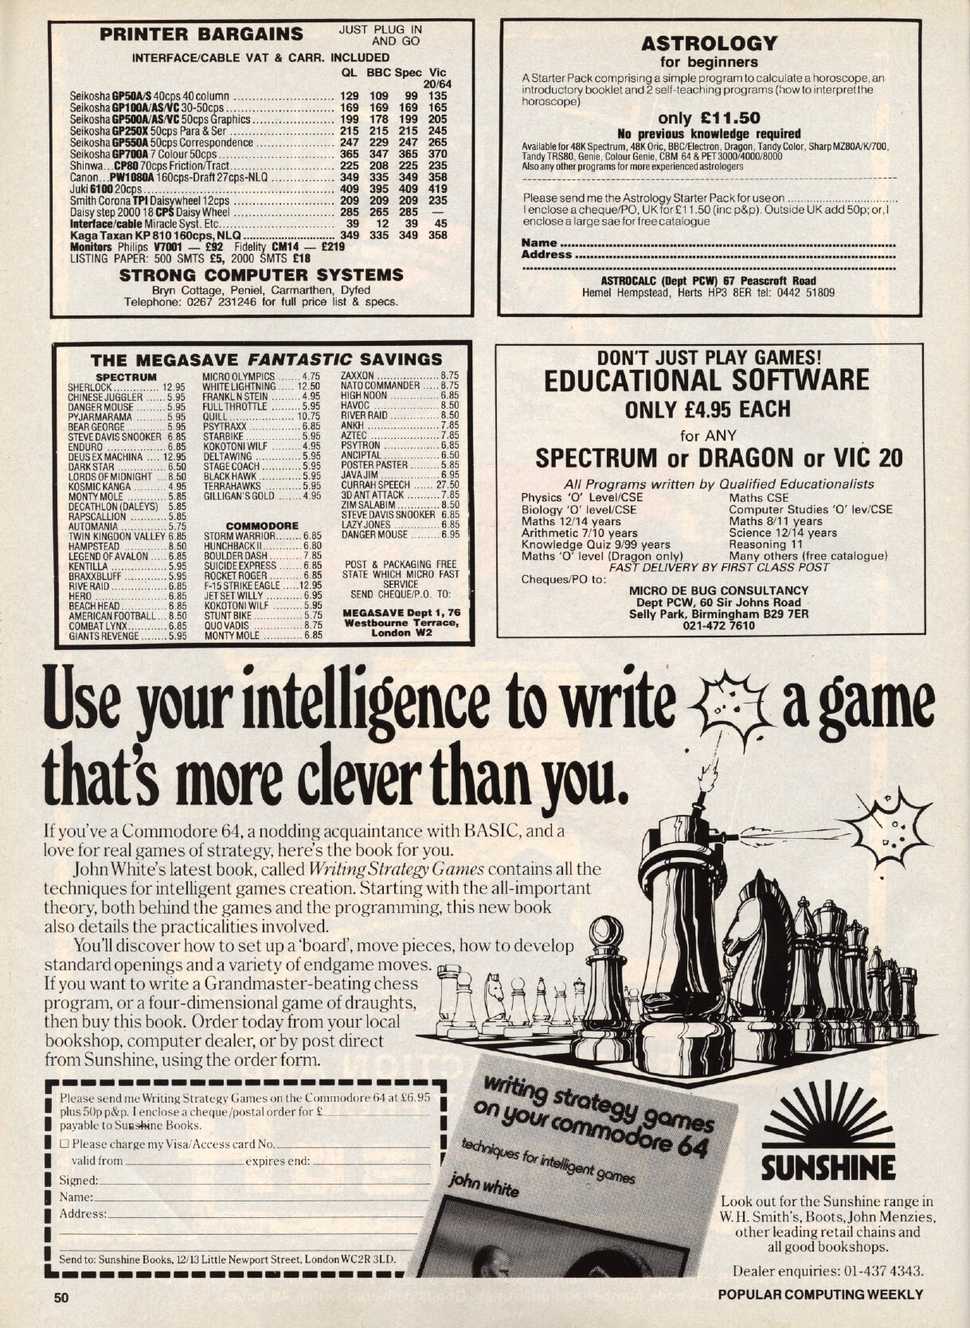 PRINTER BARGAINS JUST PLUG IN
AND GO
INTERFACE/CABLE VAT & CARR. INCLUDED
QL BBC Spec Vic
20/64
Seikosha GP50A/S 40cps 40 column 129 109 99 135
Seikosha GP100A/AS/VC 30-50cps 169 169 169 165
Seikosha GP500A/AS/VC 50cps Graphics 199 178 199 205
Seikosha GP250X 50cps Para & Ser 215 215 215 245
Seikosha GP550A 50cps Correspondence 247 229 247 265
Seikosha GP700A 7 Colour 50cps 365 347 365 370
Shinwa...CP80 70cps Friction/Tract 225 208 225 235
Canon...PW1080A 160cps-Draft 27cps-NLQ 349 335 349 358
Juki 6100 20cps 409 395 409 419
Smith Corona TPI Daisywheel 12cps 209 209 209 235
Daisy step 2000 18 CPS Daisy Wheel 285 265 285 —
Interface/cable Miracle Syst. Etc. 39 12 39 45
Kaga Taxan KP 810 160cps, NLQ 349 335 349 358
Monitors Philips V7001 — £92 Fidelity CM14 — £219
LISTING PAPER: 500 SMTS £5, 2000 SMTS £18
STRONG COMPUTER SYSTEMS
Bryn Cottage, Peniel, Carmarthen, Dyfed
Telephone: 0267 231246 for full price list & specs.
ASTROLOGY
for beginners
A Starter Pack comprising a simple program to calculate a horoscope, an
introductory booklet and 2 self-teaching programs (how to interpret the
horoscope)
only £11.50
No previous knowledge required
Available for 48K Spectrum, 48K Oric, BBC/Electron, Dragon, Tandy Color, Sharp MZ80A/K/700,
Tandy TRS80, Genie, Colour Genie, CBM 64 & PET 3000/4000/8000
Also any other programs for more experienced astrologers
Please send me the Astrology Starter Pack for use on
I enclose a cheque/PO, UK for £11.50 (inc p&p). Outside UK add 50p; or, I
enclose a large sae for free catalogue
Name
Address
ASTROCALC (Dept PCW) 67 Peascroft Road
Hemel Hempstead, Herts HP3 8ER tel: 0442 51809
THE MEGASAVE FANTASTIC SAVINGS
SPECTRUM
SHERLOCK 12.95
CHINESE JUGGLER 5.95
DANGER MOUSE 5.95
PYJAMARAMA 5.95
BEAR GEORGE 5.95
STEVE DAVIS SNOOKER 6.85
ENDURO 6.85
DEUS EX MACHINA 12.95
DARK STAR 6.50
LORDS OF MIDNIGHT 8.50
KOSMIC KANGA 4.95
MONTY MOLE 5.85
DECATHLON (DALEYS) 5.85
RAPSCALLION 5.85
AUTOMANIA 5.75
TWIN KINGDON VALLEY 6.85
HAMPSTEAD 8.50
LEGEND OF AVALON 6.85
KENTILLA 5.95
BRAXXBLUFF 5.95
RIVE RAID 6.85
HERO 6.85
BEACH HEAD 6.85
AMERICAN FOOTBALL 8.50
COMBAT LYNX 6.85
GIANTS REVENGE 5.95
MICRO OLYMPICS 4.75
WHITE LIGHTNING 12.50
FRANKL N STEIN 4.95
FULL THROTTLE 5.95
QUILL 10.75
PSYTRAXX 6.85
STARBIKE 5.95
KOKOTONI WILF 4.95
DELTAWING 5.95
STAGE COACH 5.95
BLACK HAWK 5.95
TERRAHAWKS 5.95
GILLIGAN'S GOLD 4.95
COMMODORE
STORM WARRIOR 6.85
HUNCHBACK II 6.80
BOULDER DASH 7.85
SUICIDE EXPRESS 6.85
ROCKET ROGER 6.85
F-15 STRIKE EAGLE 12.95
JET SET WILLY 6.95
KOKOTONI WILF 5.95
STUNT BIKE 5.75
QUO VADIS 8.75
MONTY MOLE 6.85
ZAXXON 8.75
NATO COMMANDER 8.75
HIGH NOON 6.85
HAVOC 8.50
RIVER RAID 8.50
ANKH 7.85
AZTEC 7.85
PSYTRON 6.85
ANCIPTAL 6.50
POSTER PASTER 5.85
JAVA JIM 6.95
CURRAH SPEECH 27.50
3D ANT ATTACK 7.85
ZIM SALABIM 8.50
STEVE DAVIS SNOOKER 6.85
LAZY JONES 6.85
DANGER MOUSE 6.95
POST & PACKAGING FREE
STATE WHICH MICRO FAST
SERVICE
SEND CHEQUE/P.O. TO:
MEGASAVE Dept 1, 76
Westbourne Terrace,
London W2
DON'T JUST PLAY GAMES!
EDUCATIONAL SOFTWARE
ONLY £4.95 EACH
for ANY
SPECTRUM or DRAGON or VIC 20
All Programs written by Qualified Educationalists
Physics 'O' Level/CSE Maths CSE
Biology 'O' level/CSE Computer Studies 'O' lev/CSE
Maths 12/14 years Maths 8/11 years
Arithmetic 7/10 years Science 12/14 years
Knowledge Quiz 9/99 years Reasoning 11
Maths 'O' level (Dragon only) Many others (free catalogue)
FAST DELIVERY BY FIRST CLASS POST
Cheques/PO to:
MICRO DE BUG CONSULTANCY
Dept PCW, 60 Sir Johns Road
Selly Park, Birmingham B29 7ER
021-472 7610
Use your intelligence to write a game
that's more clever than you.
If you've a Commodore 64, a nodding acquaintance with BASIC, and a
love for real games of strategy, here's the book for you.
John White's latest book, called Writing Strategy Games contains all the
techniques for intelligent games creation. Starting with the all-important
theory, both behind the games and the programming, this new book
also details the practicalities involved.
You'll discover how to set up a 'board', move pieces, how to develop
standard openings and a variety of endgame moves.
If you want to write a Grandmaster-beating chess
program, or a four-dimensional game of draughts,
then buy this book. Order today from your local
bookshop, computer dealer, or by post direct
from Sunshine, using the order form.
Please send me Writing Strategy Games on the Commodore 64 at £6.95
plus 50p p&p. I enclose a cheque/postal order for £
payable to Sunshine Books.
☐ Please charge my Visa/Access card No.
valid from expires end:
Signed:
Name:
Address:
Send to: Sunshine Books, 12/13 Little Newport Street, London WC2R 3LD.
writing strategy games
on your commodore 64
techniques for intelligent games
john white
SUNSHINE
Look out for the Sunshine range in
W.H. Smith's, Boots, John Menzies,
other leading retail chains and
all good bookshops.
Dealer enquiries: 01-437 4343.
50
POPULAR COMPUTING WEEKLY